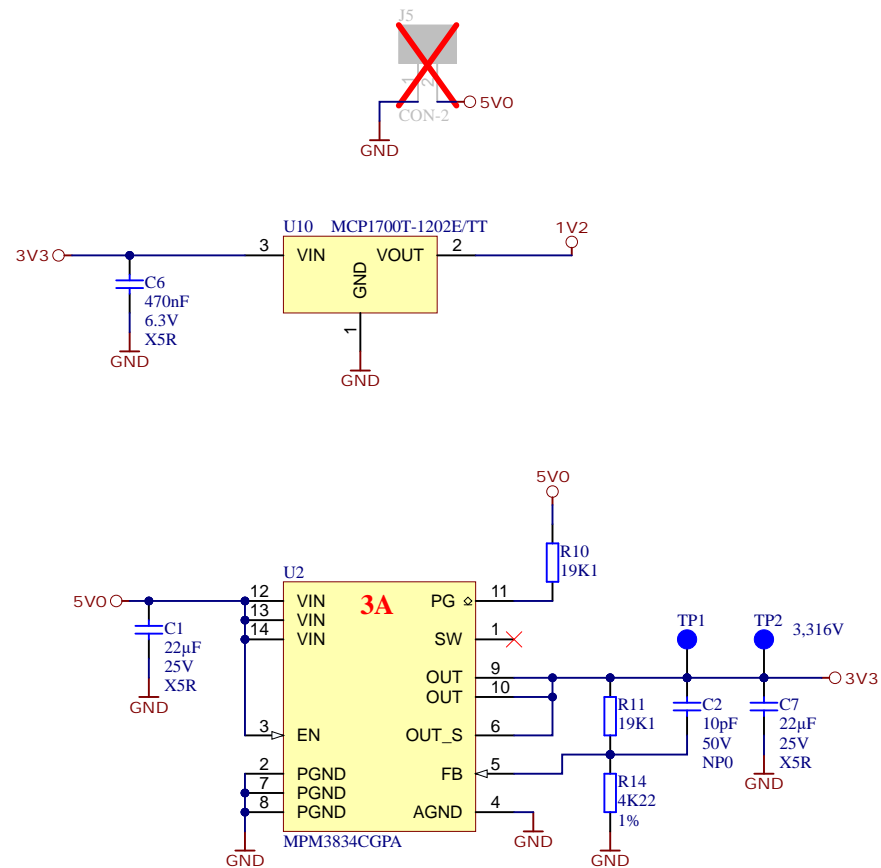 J5
1 2
5V0
CON-2
GND
U10 MCP1700T-1202E/TT
1V2
3V3
3 VIN VOUT 2
GND
1
C6
470nF
6.3V
X5R
GND
GND
5V0
R10
19K1
U2
3A
5V0
12 VIN
13 VIN
14 VIN
3 EN
2 PGND
7 PGND
8 PGND
PG 11
SW 1
OUT 9
OUT 10
OUT_S 6
FB 5
AGND 4
MPM3834CGPA
C1
22µF
25V
X5R
GND
GND
GND
TP1
TP2
3,316V
3V3
R11
19K1
C2
10pF
50V
NP0
C7
22µF
25V
X5R
GND
R14
4K22
1%
GND